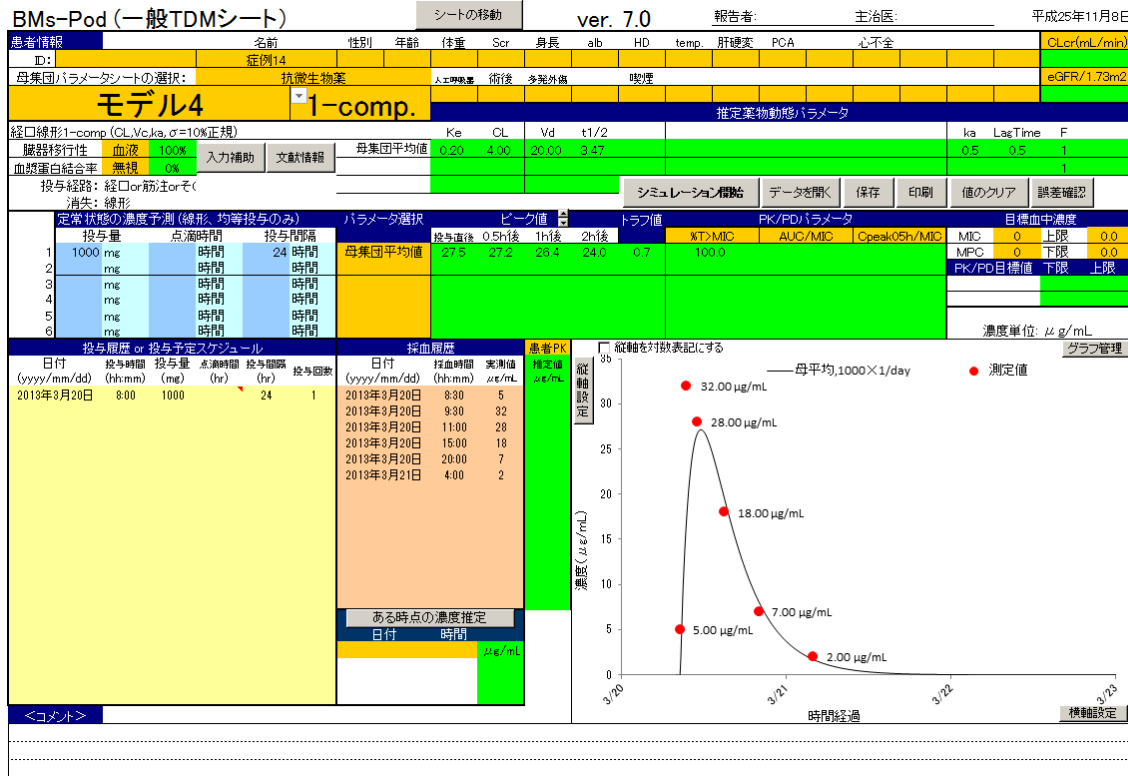 BMs-Pod (一般TDMシート) シートの移動 ver. 7.0 報告者: 主治医: 平成25年11月8日
患者情報 名前 性別 年齢 体重 Scr 身長 alb HD temp. 肝硬変 PCA 心不全 CLcr(mL/min)
ID: 症例14
母集団パラメータシートの選択: 抗微生物薬 人工呼吸器 術後 多発外傷 喫煙 eGFR/1.73m2
モデル4 1-comp. 推定薬物動態パラメータ
経口線形1-comp (CL,Vc,ka, σ=10%正規) Ke CL Vd t1/2 ka LagTime F
臓器移行性 血液 100% 入力補助 文献情報 母集団平均値 0.20 4.00 20.00 3.47 0.5 0.5 1
血漿蛋白結合率 無視 0% 1
投与経路: 経口or筋注orそ シミュレーション開始 データを開く 保存 印刷 値のクリア 誤差確認
消失: 線形
定常状態の濃度予測 (線形、均等投与のみ) パラメータ選択 ピーク値 トラフ値 PK/PDパラメータ 目標血中濃度
投与量 点滴時間 投与間隔 投与直後 0.5h後 1h後 2h後 %T>MIC AUC/MIC Cpeak05h/MIC MIC 0 上限 0.0
1 1000 mg 時間 24 時間 母集団平均値 27.5 27.2 26.4 24.0 0.7 100.0 MPC 0 下限 0.0
2 mg 時間 時間 PK/PD目標値 下限 上限
3 mg 時間 時間
4 mg 時間 時間
5 mg 時間 時間
6 mg 時間 時間 濃度単位: μg/mL
投与履歴 or 投与予定スケジュール 採血履歴 患者PK 縦軸を対数表記にする グラフ管理
日付 投与時間 投与量 点滴時間 投与間隔 投与回数 日付 採血時間 実測値 推定値
(yyyy/mm/dd) (hh:mm) (mg) (hr) (hr) (yyyy/mm/dd) (hh:mm) μg/mL μg/mL
2013年3月20日 8:00 1000 24 1 2013年3月20日 8:30 5
2013年3月20日 9:30 32
2013年3月20日 11:00 28
2013年3月20日 15:00 18
2013年3月20日 20:00 7
2013年3月21日 4:00 2
ある時点の濃度推定
日付 時間
μg/mL
縦軸設定
母平均,1000×1/day 測定値
35
30
25
20
15
10
5
0
濃度(μg/mL)
32.00 μg/mL
28.00 μg/mL
18.00 μg/mL
7.00 μg/mL
5.00 μg/mL
2.00 μg/mL
3/20 3/21 3/22 3/23
時間経過 横軸設定
<コメント>